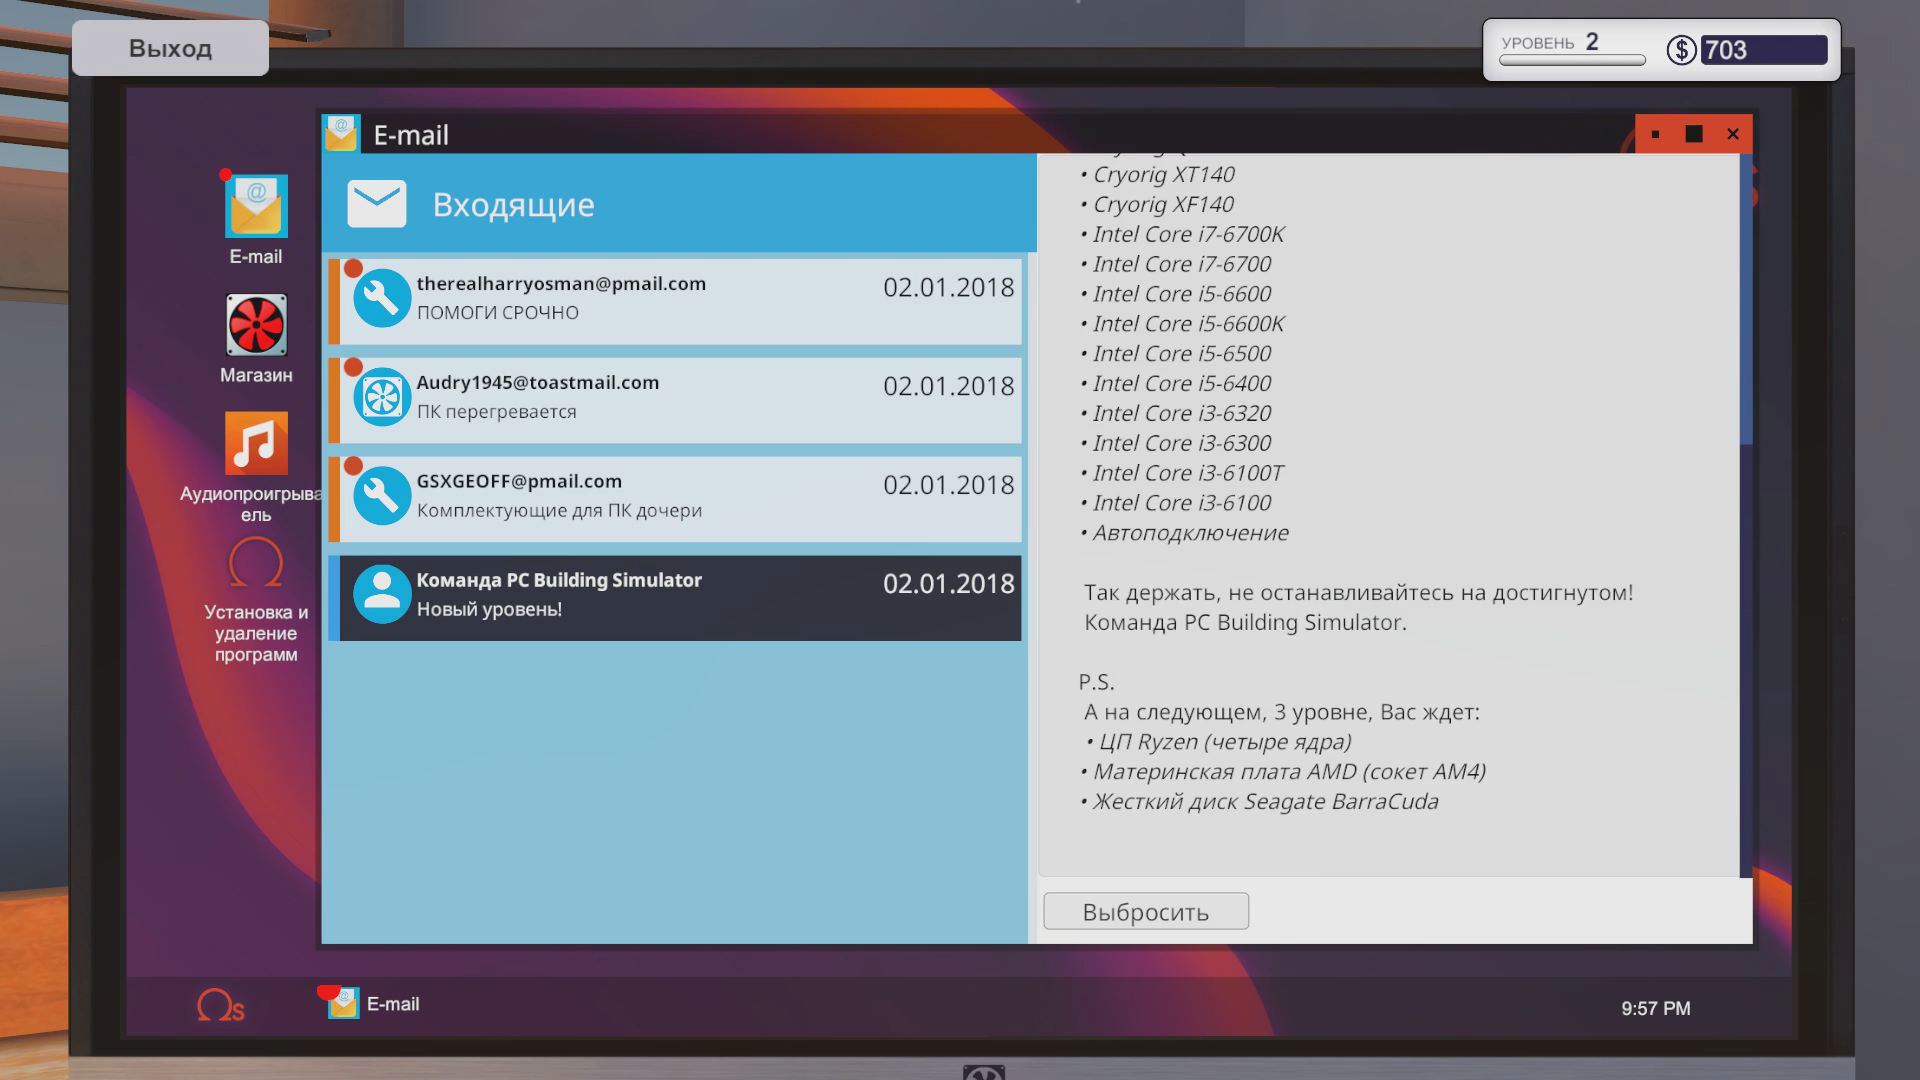 Выход
УРОВЕНЬ 2
$ 703
E-mail
E-mail
Магазин
Аудиопроигрыва
ель
Установка и
удаление
программ
Входящие
therealharryosman@pmail.com
02.01.2018
ПОМОГИ СРОЧНО
Audry1945@toastmail.com
02.01.2018
ПК перегревается
GSXGEOFF@pmail.com
02.01.2018
Комплектующие для ПК дочери
Команда PC Building Simulator
02.01.2018
Новый уровень!
• Cryorig XT140
• Cryorig XF140
• Intel Core i7-6700K
• Intel Core i7-6700
• Intel Core i5-6600
• Intel Core i5-6600K
• Intel Core i5-6500
• Intel Core i5-6400
• Intel Core i3-6320
• Intel Core i3-6300
• Intel Core i3-6100T
• Intel Core i3-6100
• Автоподключение
Так держать, не останавливайтесь на достигнутом!
Команда PC Building Simulator.
P.S.
А на следующем, 3 уровне, Вас ждет:
• ЦП Ryzen (четыре ядра)
• Материнская плата AMD (сокет AM4)
• Жесткий диск Seagate BarraCuda
Выбросить
Ωs
E-mail
9:57 PM